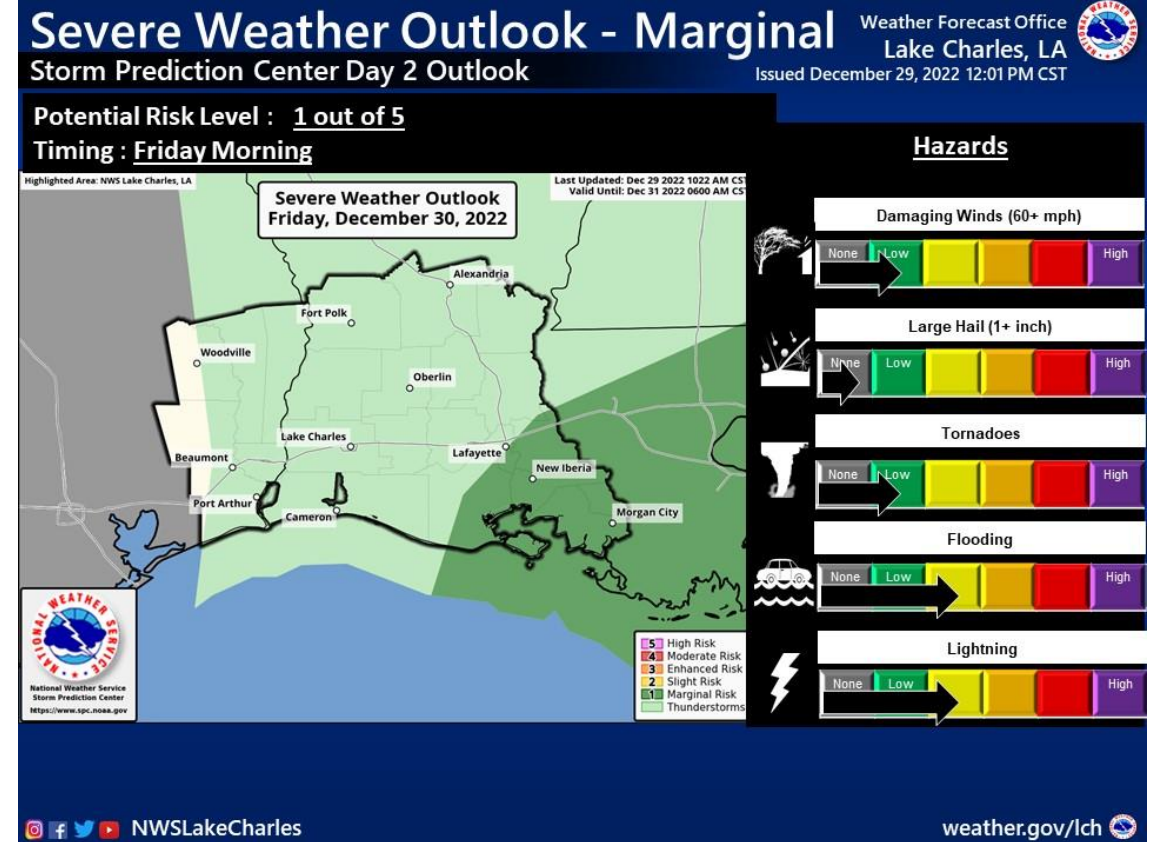 Severe Weather Outlook - Marginal
Storm Prediction Center Day 2 Outlook
Weather Forecast Office
Lake Charles, LA
Issued December 29, 2022 12:01 PM CST
NATIONAL WEATHER SERVICE
Potential Risk Level : 1 out of 5
Timing : Friday Morning
Highlighted Area: NWS Lake Charles, LA
Severe Weather Outlook
Friday, December 30, 2022
Last Updated: Dec 29 2022 1022 AM CST
Valid Until: Dec 31 2022 0600 AM CST
Alexandria
Fort Polk
Woodville
Oberlin
Lake Charles
Lafayette
Beaumont
New Iberia
Port Arthur
Cameron
Morgan City
NATIONAL WEATHER SERVICE
National Weather Service
Storm Prediction Center
https://www.spc.noaa.gov
5 High Risk
4 Moderate Risk
3 Enhanced Risk
2 Slight Risk
1 Marginal Risk
Thunderstorms
Hazards
Damaging Winds (60+ mph)
None Low High
Large Hail (1+ inch)
None Low High
Tornadoes
None Low High
Flooding
None Low High
Lightning
None Low High
NWSLakeCharles
weather.gov/lch